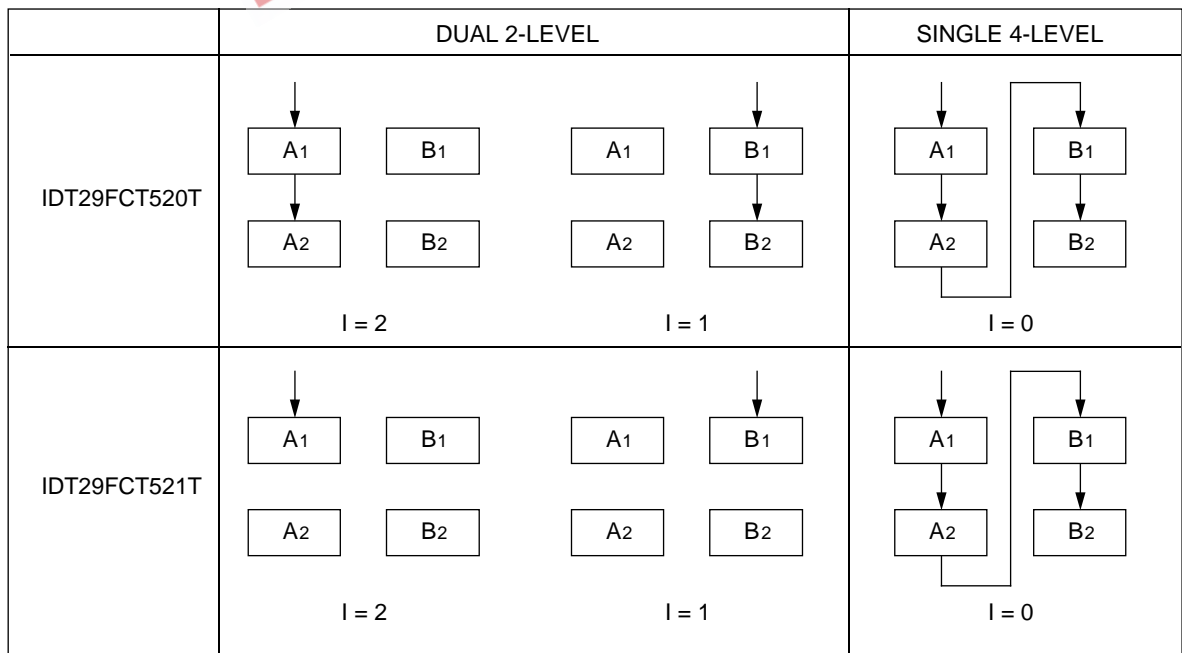 DUAL 2-LEVEL SINGLE 4-LEVEL
IDT29FCT520T
A1 B1 A1 B1 A1 B1
A2 B2 A2 B2 A2 B2
I = 2 I = 1 I = 0
IDT29FCT521T
A1 B1 A1 B1 A1 B1
A2 B2 A2 B2 A2 B2
I = 2 I = 1 I = 0